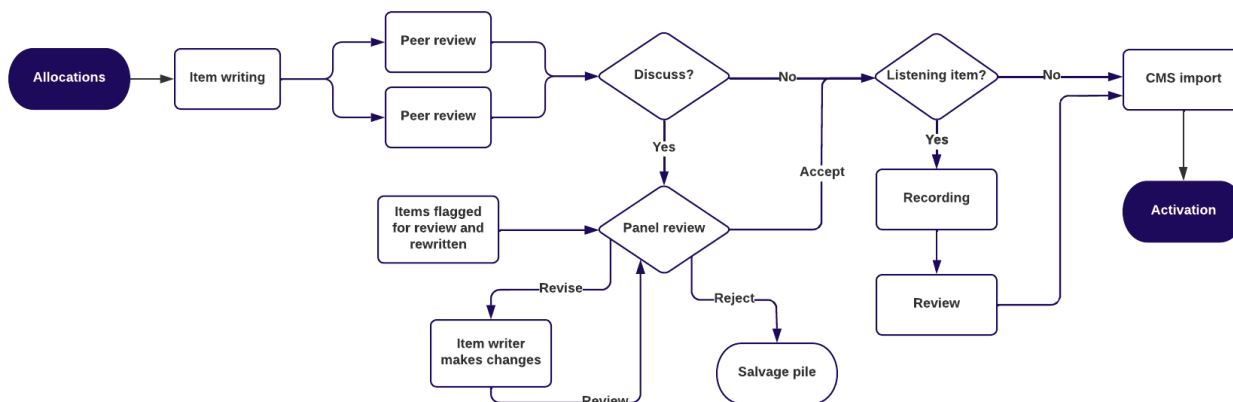 Allocations
Item writing
Peer review
Peer review
Discuss?
No
Listening item?
No
CMS import
Yes
Yes
Accept
Items flagged
for review and
rewritten
Panel review
Recording
Activation
Revise
Reject
Review
Item writer
makes changes
Salvage pile
Review